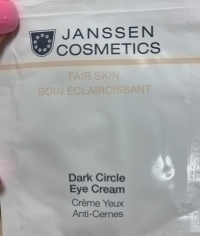 JANSSEN
COSMETICS
FAIR SKIN
SOIN ÉCLAIRCISSANT
Dark Circle
Eye Cream
Crème Yeux
Anti-Cernes